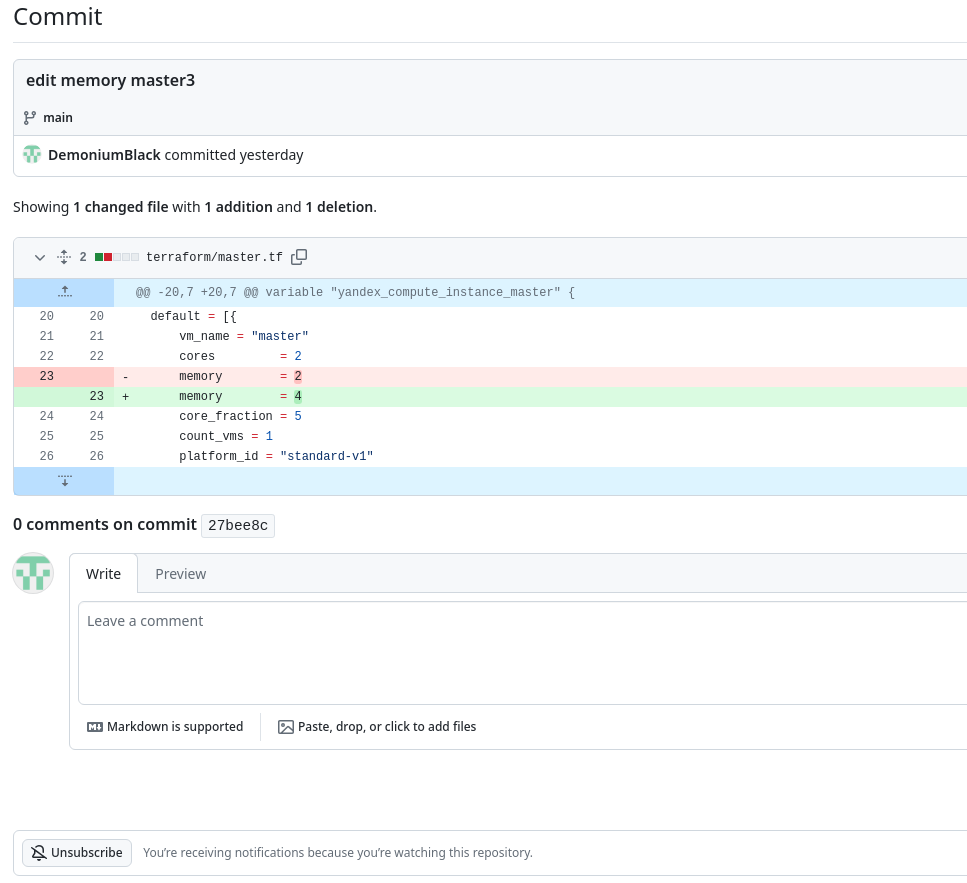 Commit
edit memory master3
main
DemoniumBlack committed yesterday
Showing 1 changed file with 1 addition and 1 deletion.
2 terraform/master.tf
@@ -20,7 +20,7 @@ variable "yandex_compute_instance_master" {
20 20 default = [{
21 21 vm_name = "master"
22 22 cores = 2
23 - memory = 2
23 + memory = 4
24 24 core_fraction = 5
25 25 count_vms = 1
26 26 platform_id = "standard-v1"
0 comments on commit 27bee8c
Write Preview
Leave a comment
Markdown is supported Paste, drop, or click to add files
Unsubscribe You’re receiving notifications because you’re watching this repository.